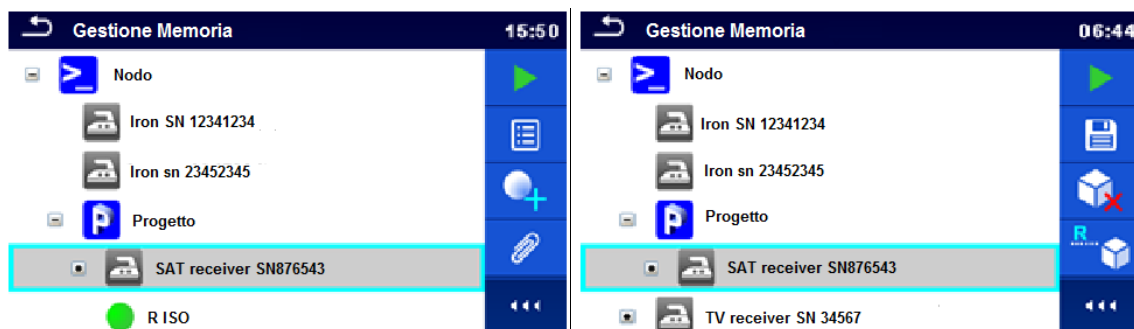 Gestione Memoria 15:50
Nodo
Iron SN 12341234
Iron sn 23452345
Progetto
SAT receiver SN876543
R ISO
Gestione Memoria 06:44
Nodo
Iron SN 12341234
Iron sn 23452345
Progetto
R
SAT receiver SN876543
TV receiver SN 34567